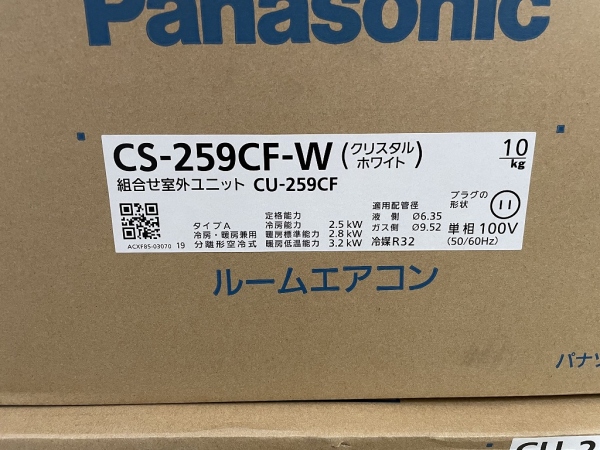 Panasonic
CS-259CF-W (クリスタルホワイト)
10 kg
組合せ室外ユニット CU-259CF
ACXF85-03070 19
タイプA
冷房・暖房兼用
分離形空冷式
定格能力
冷房能力 2.5 kW
暖房標準能力 2.8 kW
暖房低温能力 3.2 kW
適用配管径
液 側 Ø6.35
ガス側 Ø9.52
冷媒R32
プラグの
形状
単相 100V
(50/60Hz)
ルームエアコン
パナソ